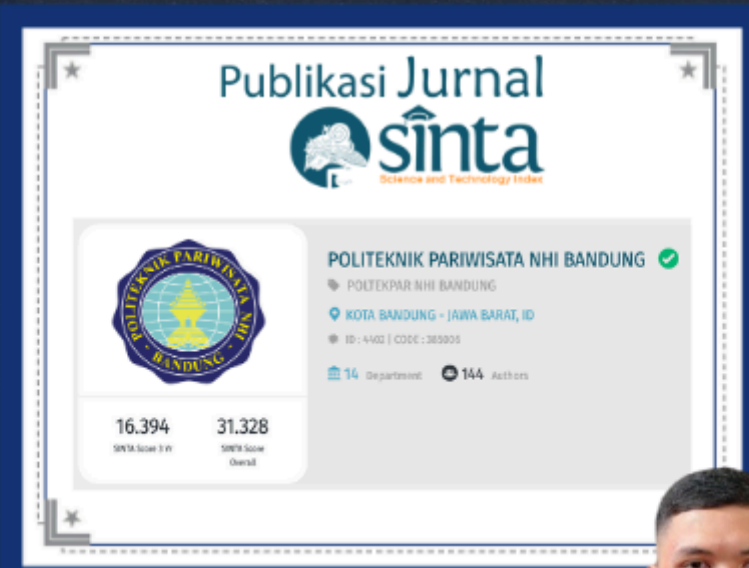 Publikasi Jurnal
sinta
Science and Technology Index
POLITEKNIK PARIWISATA NHI
BANDUNG
POLITEKNIK PARIWISATA NHI BANDUNG
POLTEKPAR NHI BANDUNG
KOTA BANDUNG - JAWA BARAT, ID
ID : 4402 | CODE :
14 Department 144 Authors
16.394 31.328
SINTA Score 3 Yr SINTA Score
Overall